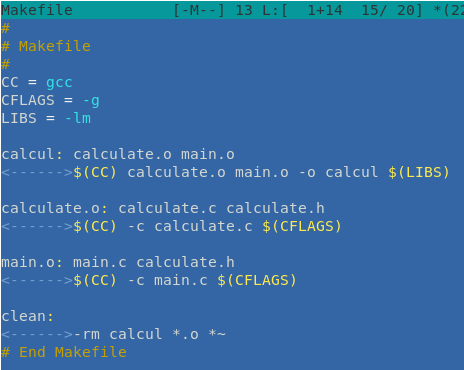 Makefile [-M--] 13 L:[ 1+14 15/ 20] *(22
#
# Makefile
#
CC = gcc
CFLAGS = -g
LIBS = -lm
calcul: calculate.o main.o
<------>$(CC) calculate.o main.o -o calcul $(LIBS)
calculate.o: calculate.c calculate.h
<------>$(CC) -c calculate.c $(CFLAGS)
main.o: main.c calculate.h
<------>$(CC) -c main.c $(CFLAGS)
clean:
<------>-rm calcul *.o *~
# End Makefile